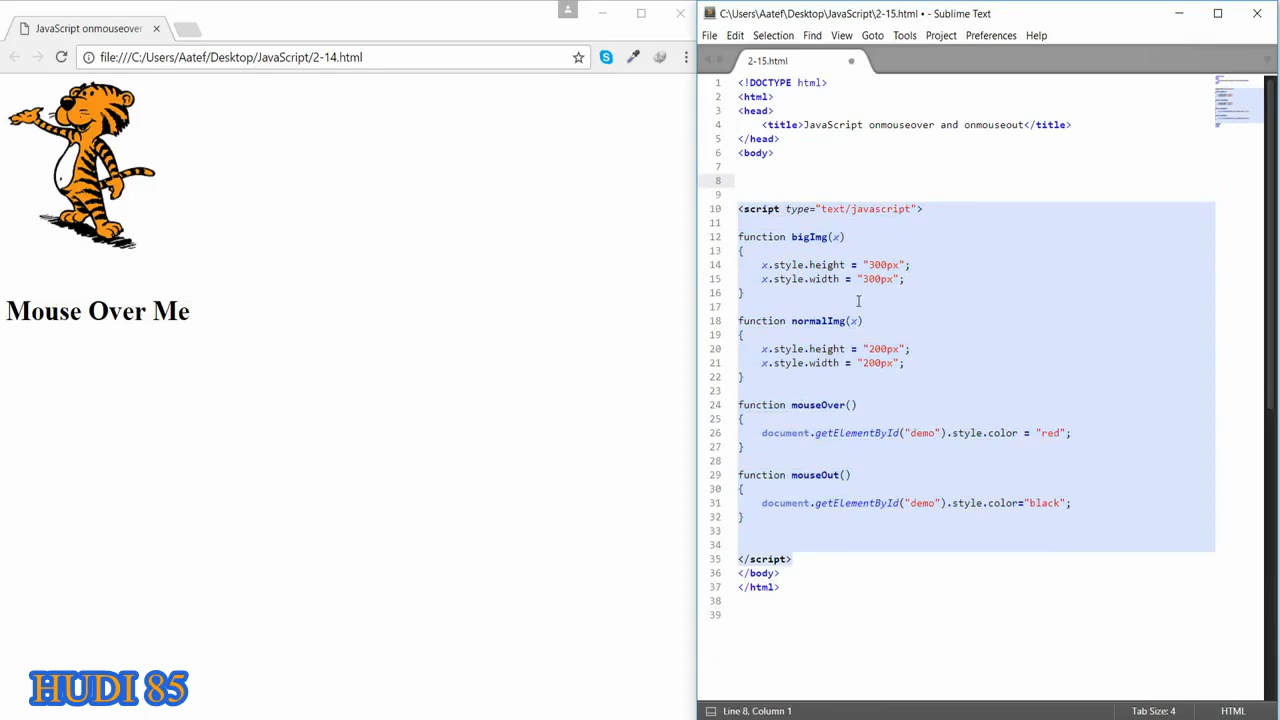 JavaScript onmouseover
file:///C:/Users/Aatef/Desktop/JavaScript/2-14.html
Mouse Over Me
HUDI 85
C:\Users\Aatef\Desktop\JavaScript\2-15.html • - Sublime Text
File Edit Selection Find View Goto Tools Project Preferences Help
2-15.html
1 <!DOCTYPE html>
2 <html>
3 <head>
4 <title>JavaScript onmouseover and onmouseout</title>
5 </head>
6 <body>
7
8
9
10 <script type="text/javascript">
11
12 function bigImg(x)
13 {
14 x.style.height = "300px";
15 x.style.width = "300px";
16 }
17
18 function normalImg(x)
19 {
20 x.style.height = "200px";
21 x.style.width = "200px";
22 }
23
24 function mouseOver()
25 {
26 document.getElementById("demo").style.color = "red";
27 }
28
29 function mouseOut()
30 {
31 document.getElementById("demo").style.color="black";
32 }
33
34
35 </script>
36 </body>
37 </html>
38
39
Line 8, Column 1 Tab Size: 4 HTML